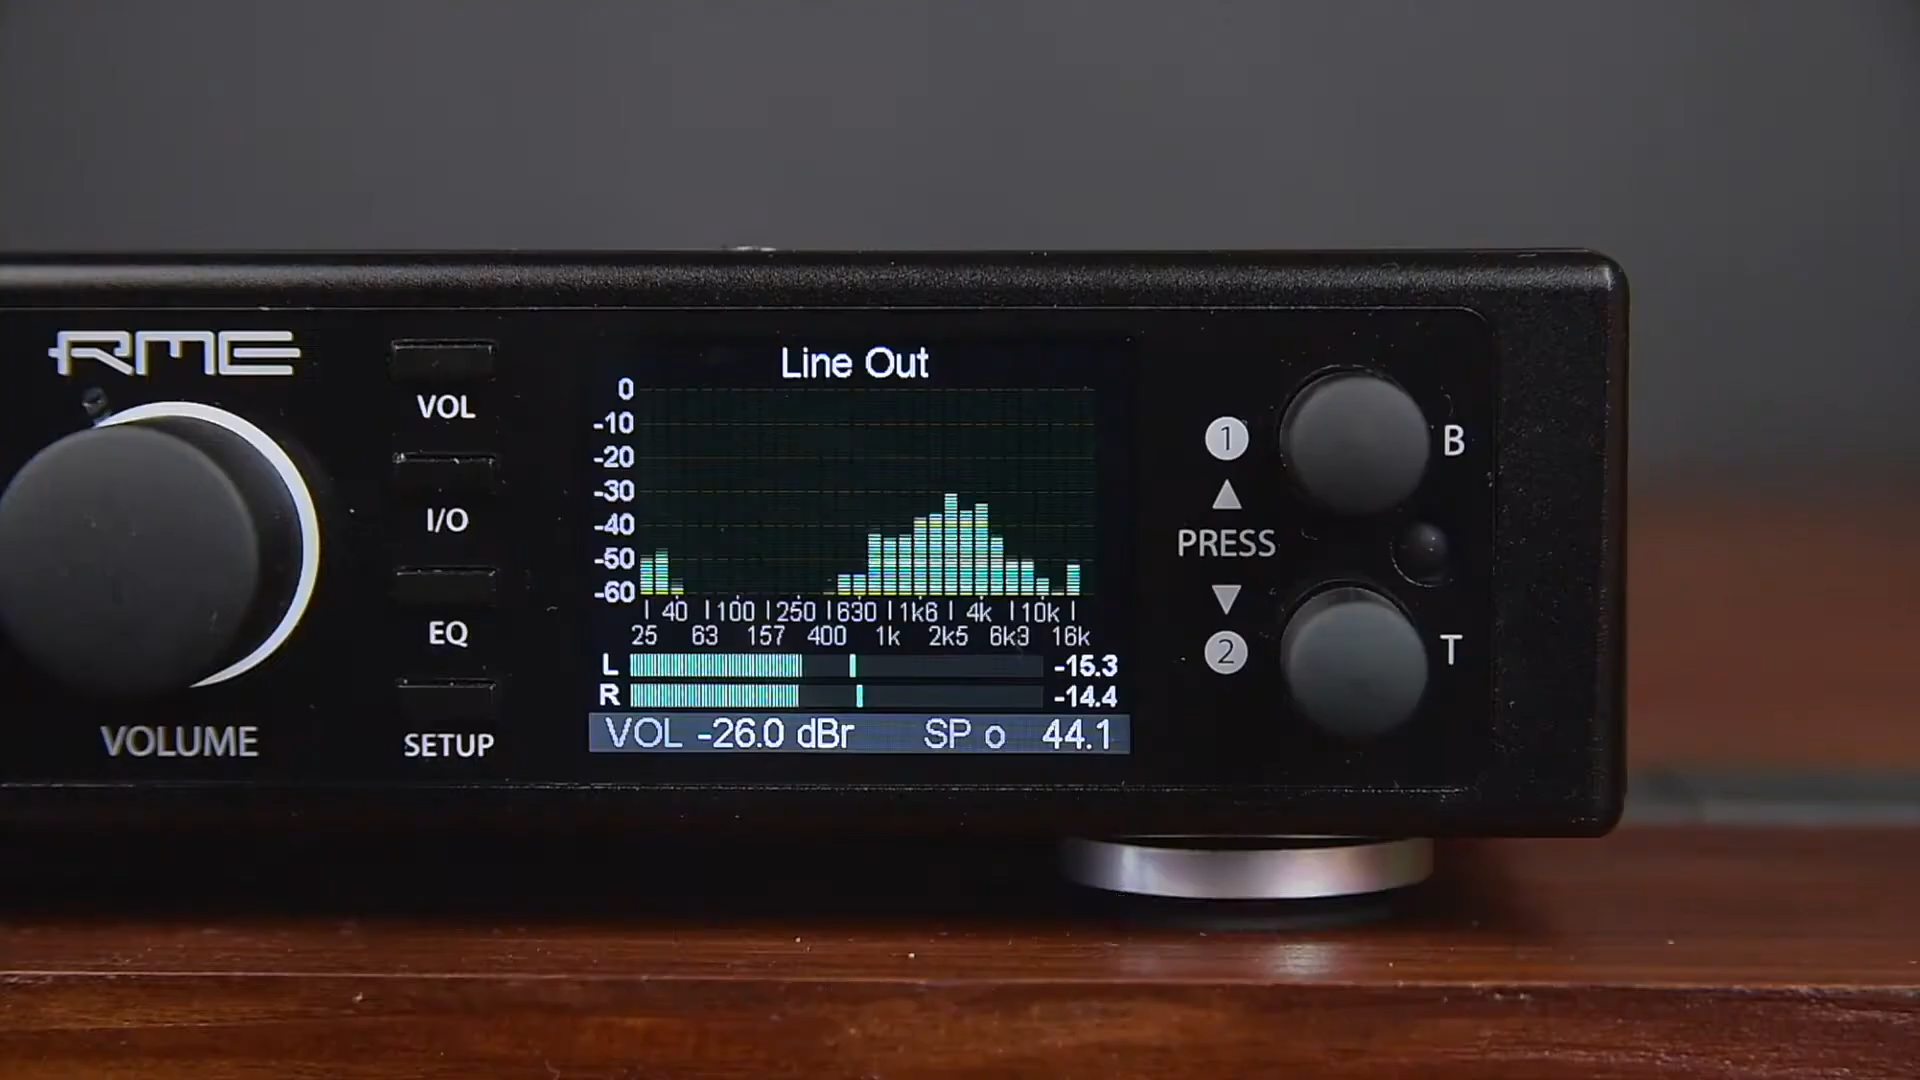 RME
VOL
I/O
EQ
SETUP
VOLUME
Line Out
0
-10
-20
-30
-40
-50
-60
40 100 250 630 1k6 4k 10k
25 63 157 400 1k 2k5 6k3 16k
L -15.3
R -14.4
VOL -26.0 dBr SP o 44.1
1
PRESS
2
B
T